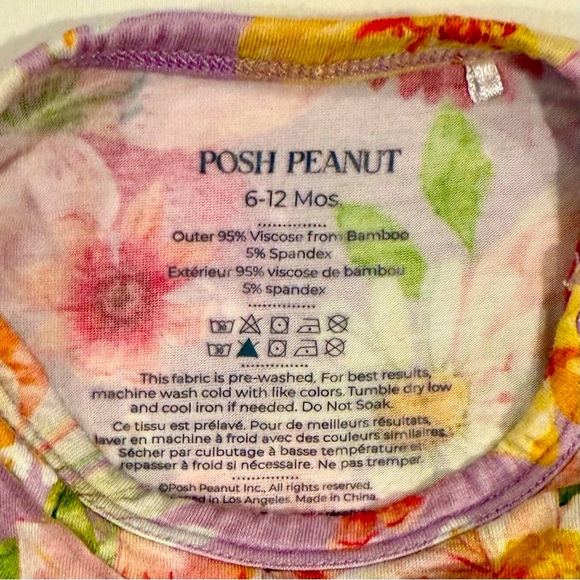 POSH PEANUT
6-12 Mos.
Outer 95% Viscose from Bamboo
5% Spandex
Extérieur 95% viscose de bambou
5% spandex
This fabric is pre-washed. For best results,
machine wash cold with like colors. Tumble dry low
and cool iron if needed. Do Not Soak.
Ce tissu est prélavé. Pour de meilleurs résultats,
laver en machine à froid avec des couleurs similaires.
Sécher par culbutage à basse température et
repasser à froid si nécessaire. Ne pas tremper.
©Posh Peanut Inc., All rights reserved.
in Los Angeles. Made in China.